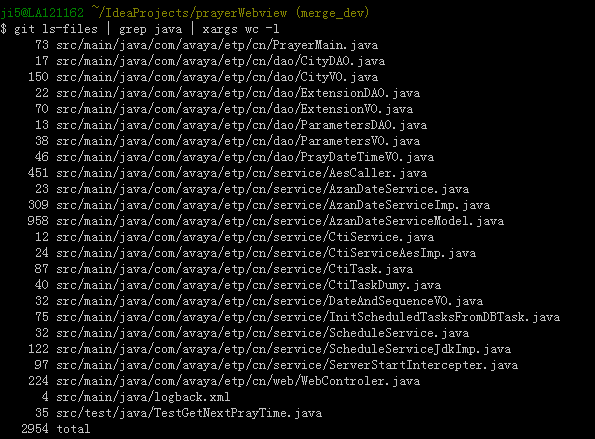 ji5@LA121162 ~/IdeaProjects/prayerWebview (merge_dev)
$ git ls-files | grep java | xargs wc -l
73 src/main/java/com/avaya/etp/cn/PrayerMain.java
17 src/main/java/com/avaya/etp/cn/dao/CityDAO.java
150 src/main/java/com/avaya/etp/cn/dao/CityVO.java
22 src/main/java/com/avaya/etp/cn/dao/ExtensionDAO.java
70 src/main/java/com/avaya/etp/cn/dao/ExtensionVO.java
13 src/main/java/com/avaya/etp/cn/dao/ParametersDAO.java
38 src/main/java/com/avaya/etp/cn/dao/ParametersVO.java
46 src/main/java/com/avaya/etp/cn/dao/PrayDateTimeVO.java
451 src/main/java/com/avaya/etp/cn/service/AesCaller.java
23 src/main/java/com/avaya/etp/cn/service/AzanDateService.java
309 src/main/java/com/avaya/etp/cn/service/AzanDateServiceImp.java
958 src/main/java/com/avaya/etp/cn/service/AzanDateServiceModel.java
12 src/main/java/com/avaya/etp/cn/service/CtiService.java
24 src/main/java/com/avaya/etp/cn/service/CtiServiceAesImp.java
87 src/main/java/com/avaya/etp/cn/service/CtiTask.java
40 src/main/java/com/avaya/etp/cn/service/CtiTaskDumy.java
32 src/main/java/com/avaya/etp/cn/service/DateAndSequenceVO.java
75 src/main/java/com/avaya/etp/cn/service/InitScheduledTasksFromDBTask.java
32 src/main/java/com/avaya/etp/cn/service/ScheduleService.java
122 src/main/java/com/avaya/etp/cn/service/ScheduleServiceJdkImp.java
97 src/main/java/com/avaya/etp/cn/service/ServerStartIntercepter.java
224 src/main/java/com/avaya/etp/cn/web/WebControler.java
4 src/main/java/logback.xml
35 src/test/java/TestGetNextPrayTime.java
2954 total